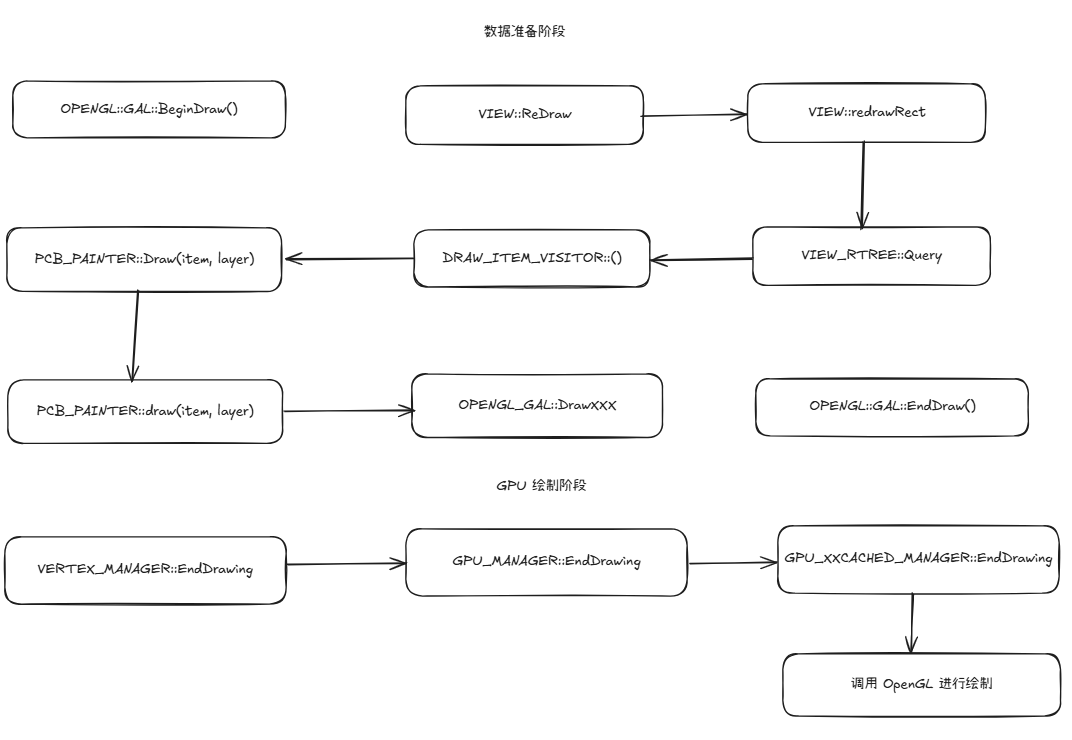 数据准备阶段
OPENGL::GAL::BeginDraw()
VIEW::ReDraw
VIEW::redrawRect
PCB_PAINTER::Draw(item, layer)
DRAW_ITEM_VISITOR::()
VIEW_RTREE::Query
PCB_PAINTER::draw(item, layer)
OPENGL_GAL::DrawXXX
OPENGL::GAL::EndDraw()
GPU 绘制阶段
VERTEX_MANAGER::EndDrawing
GPU_MANAGER::EndDrawing
GPU_XXCACHED_MANAGER::EndDrawing
调用 OpenGL 进行绘制